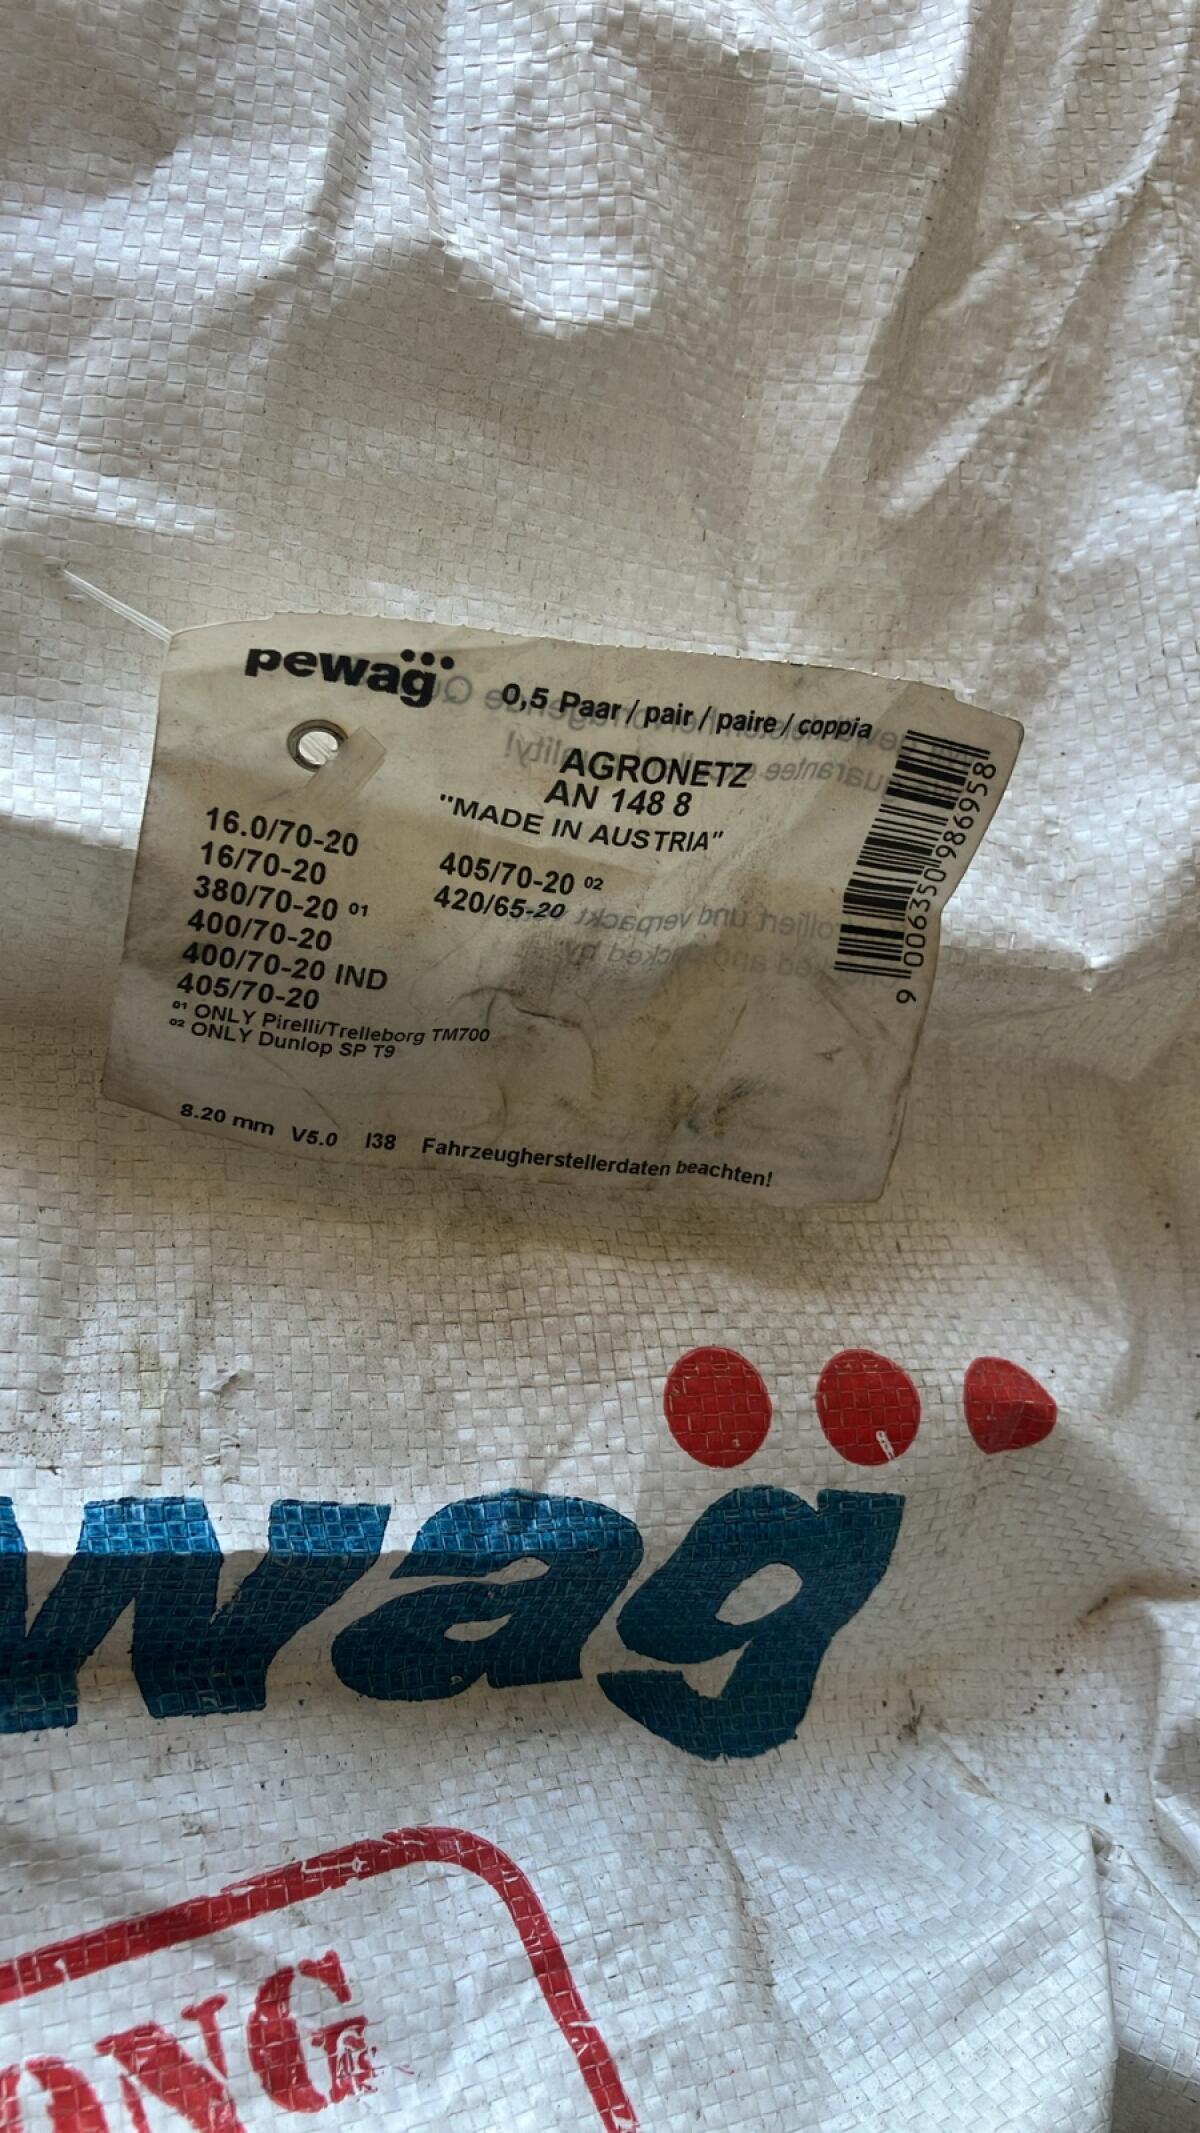 pewag
0,5 Paar / pair / paire / coppia
AGRONETZ
AN 148 8
"MADE IN AUSTRIA"
16.0/70-20
16/70-20
380/70-20 01
400/70-20
400/70-20 IND
405/70-20
405/70-20 02
420/65-20
01 ONLY Pirelli/Trelleborg TM700
02 ONLY Dunlop SP T9
8.20 mm V5.0 I38 Fahrzeugherstellerdaten beachten!
9 006350 986958
wag
ONG